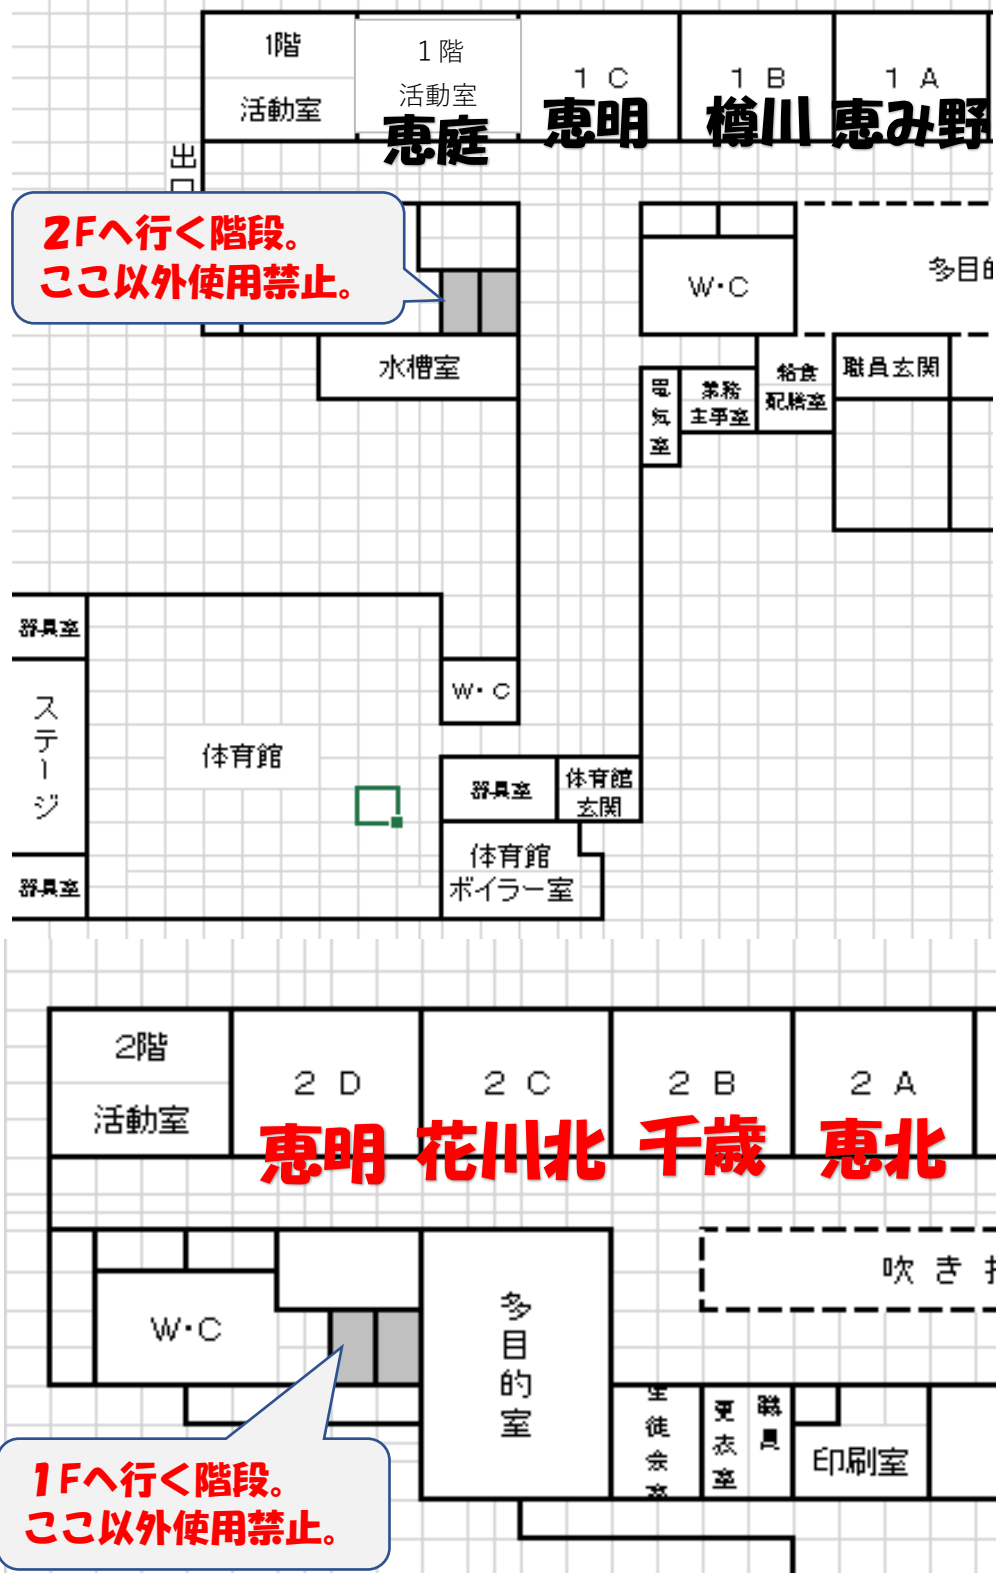 1階
活動室
1階
活動室
恵庭
1 C
恵明
1 B
樽川
1 A
恵み野
出
口
2Fへ行く階段。
ここ以外使用禁止。
W・C
多目的
水槽室
電気室
業務
主事室
給食
配膳室
職員玄関
器具室
ステージ
器具室
体育館
W・C
器具室
体育館
玄関
体育館
ボイラー室
2階
活動室
2 D
恵明
2 C
花川北
2 B
千歳
2 A
恵北
W・C
多目的室
吹き抜
生徒会室
更衣室
職員
印刷室
1Fへ行く階段。
ここ以外使用禁止。